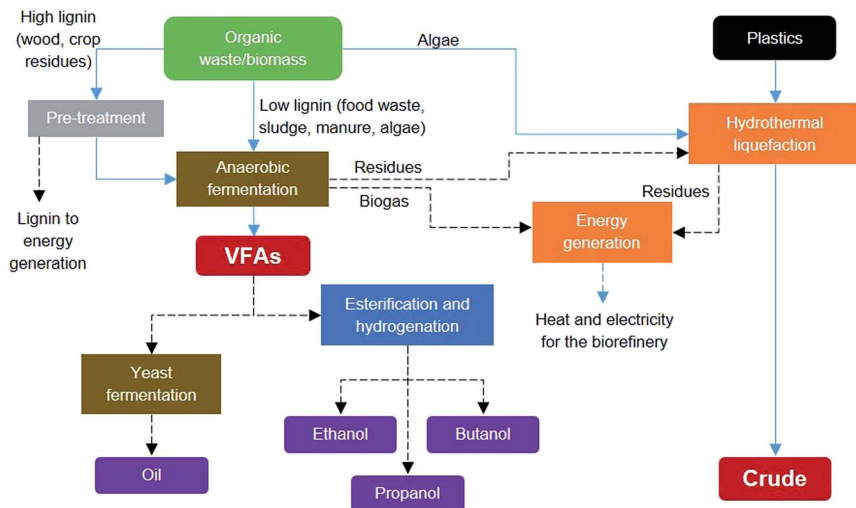 High lignin
(wood, crop
residues)
Organic
waste/biomass
Algae
Plastics
Pre-treatment
Low lignin (food waste,
sludge, manure, algae)
Hydrothermal
liquefaction
Anaerobic
fermentation
Residues
Biogas
Residues
Lignin to
energy
generation
Energy
generation
VFAs
Esterification and
hydrogenation
Heat and electricity
for the biorefinery
Yeast
fermentation
Ethanol
Butanol
Oil
Propanol
Crude